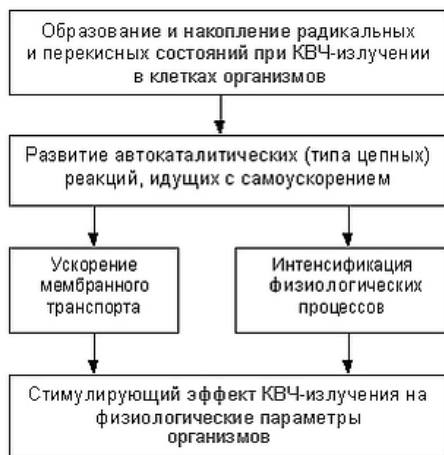 Образование и накопление радикальных
и перекисных состояний при КВЧ-излучении
в клетках организмов
Развитие автокаталитических (типа цепных)
реакций, идущих с самоускорением
Ускорение
мембранного
транспорта
Интенсификация
физиологических
процессов
Стимулирующий эффект КВЧ-излучения на
физиологические параметры
организмов